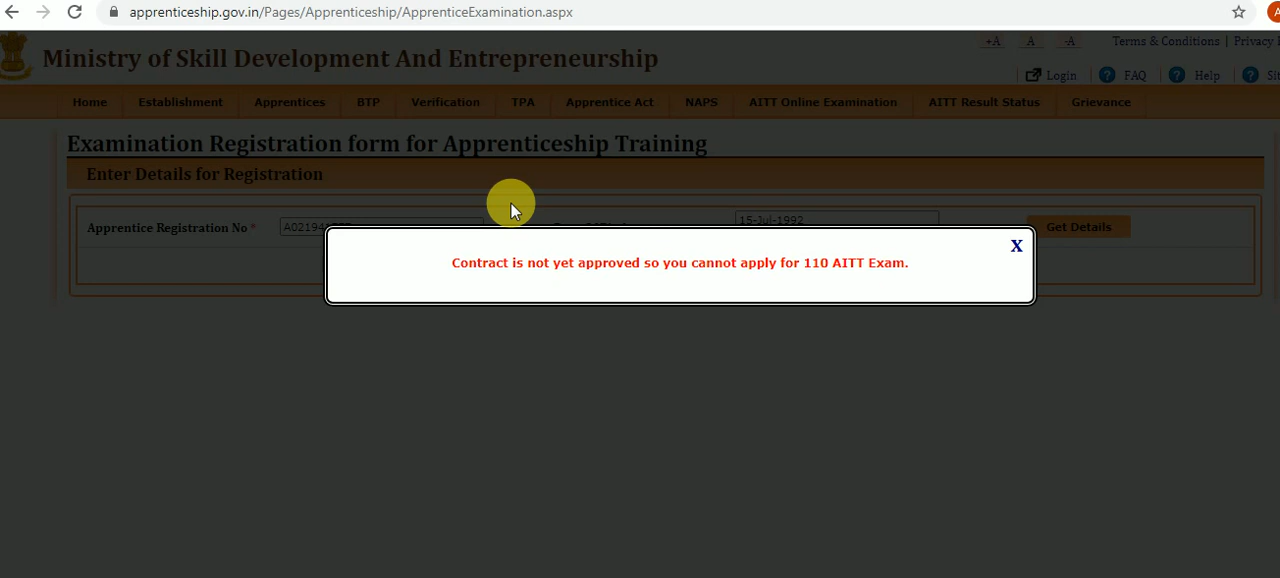 apprenticeship.gov.in/Pages/Apprenticeship/ApprenticeExamination.aspx
+A A -A Terms & Conditions | Privacy
Ministry of Skill Development And Entrepreneurship
Login ? FAQ ? Help ?
Home Establishment Apprentices BTP Verification TPA Apprentice Act NAPS AITT Online Examination AITT Result Status Grievance
Examination Registration form for Apprenticeship Training
Enter Details for Registration
Apprentice Registration No * 15-Jul-1992 Get Details
X
Contract is not yet approved so you cannot apply for 110 AITT Exam.